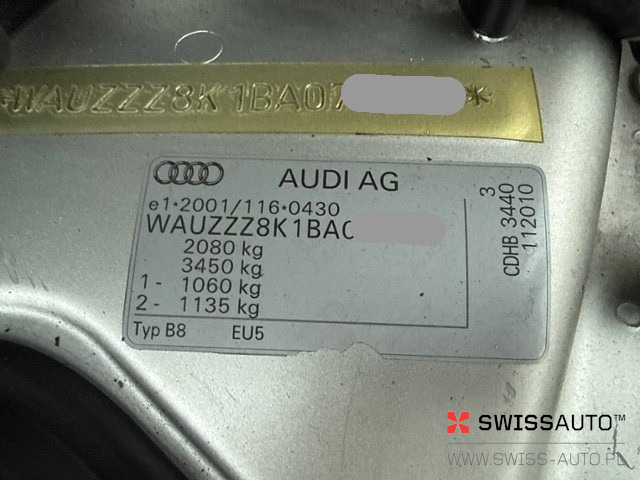 *WAUZZZ8K1BA07 *
AUDI AG
e1*2001/116*0430
WAUZZZ8K1BA0
2080 kg
3450 kg
1- 1060 kg
2- 1135 kg
Typ B8 EU5
3
CDHB 3440
112010
SWISSAUTO™
WWW.SWISS-AUTO.PL